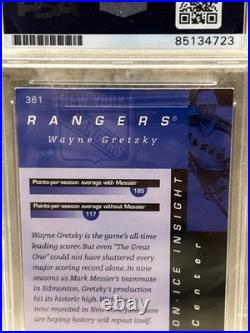 PSA
85134723
361
NEW YORK
RANGERS®
Wayne Gretzky
Points-per-season average with Messier
185
Points-per-season average without Messier
117
Wayne Gretzky is the game's all-time
leading scorer. But even "The Great
One" could not have shattered every
major scoring record alone. In nine
seasons as Mark Messier's teammate
in Edmonton, Gretzky's production
hit its historic high. W
now reunited in New
are hoping history will repeat itself.
ON-ICE INSIGHT
Center